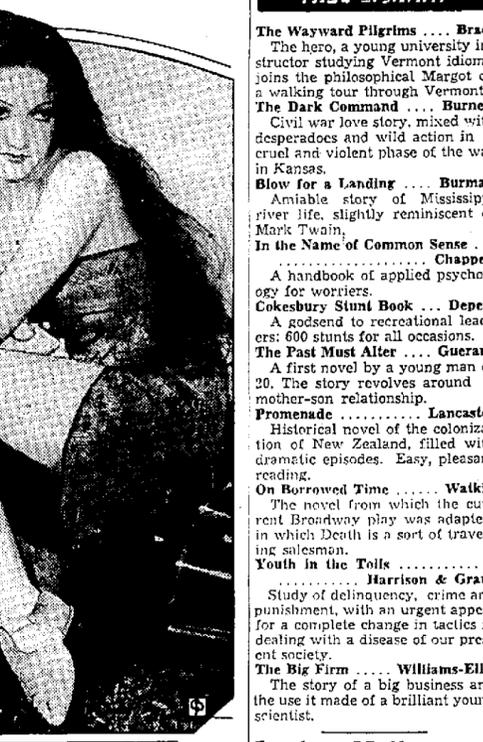 The Wayward Pilgrims .... Bra
The hero, a young university in
structor studying Vermont idiom
joins the philosophical Margot o
a walking tour through Vermont
The Dark Command .... Burne
Civil war love story, mixed wit
desperadoes and wild action in
cruel and violent phase of the wa
in Kansas.
Blow for a Landing .... Burma
Amiable story of Mississip
river life, slightly reminiscent
Mark Twain.
In the Name of Common Sense .
.................... Chappe
A handbook of applied psycho
ogy for worriers.
Cokesbury Stunt Book ... Depe
A godsend to recreational lead
ers: 600 stunts for all occasions.
The Past Must Alter .... Gueran
A first novel by a young man
20. The story revolves around
mother-son relationship.
Promenade ........... Lancast
Historical novel of the coloniza
tion of New Zealand, filled wit
dramatic episodes. Easy, pleasan
reading.
On Borrowed Time ...... Watki
The novel from which the cu
rent Broadway play was adapte
in which Death is a sort of trave
ing salesman.
Youth in the Toils ...........
........... Harrison & Gra
Study of delinquency, crime an
punishment, with an urgent appe
for a complete change in tactics
dealing with a disease of our pre
ent society.
The Big Firm ..... Williams-Ell
The story of a big business an
the use it made of a brilliant youn
scientist.